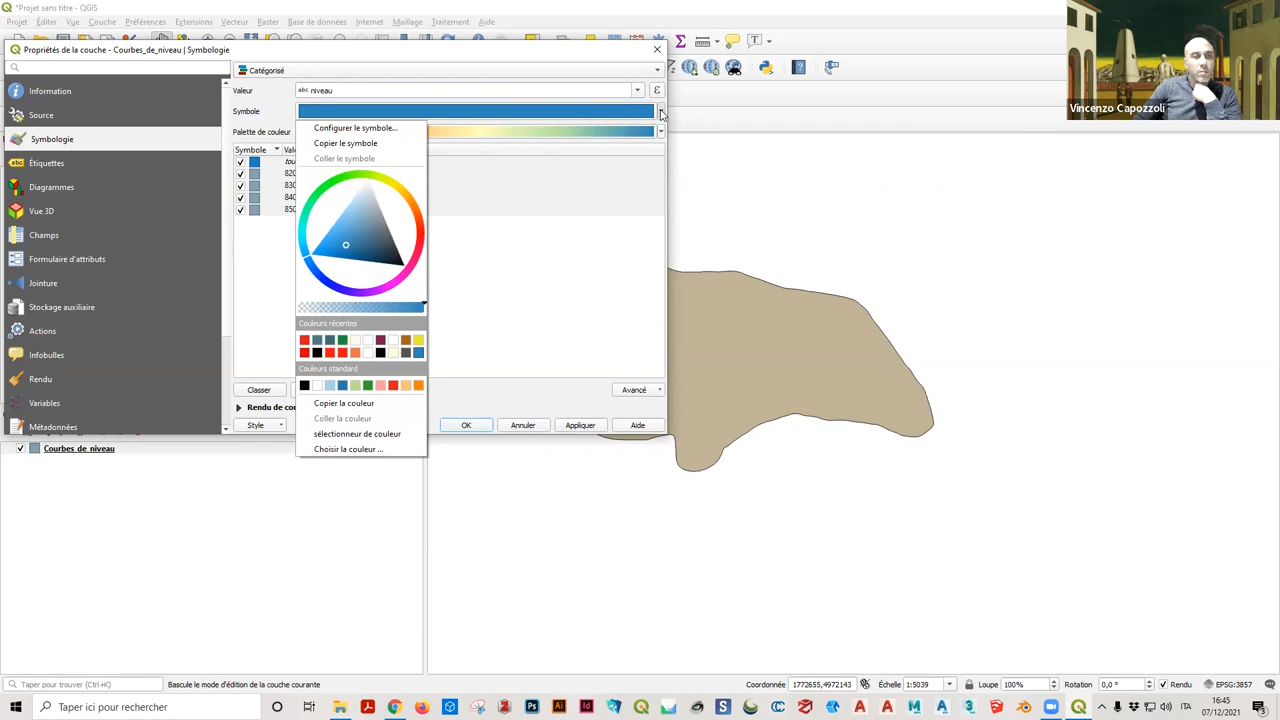 *Projet sans titre - QGIS
Projet Éditer Vue Couche Préférences Extensions Vecteur Raster Base de données Internet Maillage Traitement Aide
Propriétés de la couche - Courbes_de_niveau | Symbologie
Vincenzo Capozzoli
Information
Source
Symbologie
Étiquettes
Diagrammes
Vue 3D
Champs
Formulaire d'attributs
Jointure
Stockage auxiliaire
Actions
Infobulles
Rendu
Variables
Métadonnées
Catégorisé
Valeur
abc niveau
Symbole
Palette de couleur
Symbole
820
830
840
850
Configurer le symbole...
Copier le symbole
Coller le symbole
Couleurs récentes
Couleurs standard
Copier la couleur
Coller la couleur
sélectionneur de couleur
Choisir la couleur ...
Classer
Avancé
Style
OK
Annuler
Appliquer
Aide
Courbes de niveau
Taper pour trouver (Ctrl+K)
Bascule le mode d'édition de la couche courante
Coordonnée 1772655,4972143
Échelle 1:5039
Loupe 100%
Rotation 0,0 °
Rendu
EPSG:3857
Taper ici pour rechercher
ITA
16:45
07/12/2021